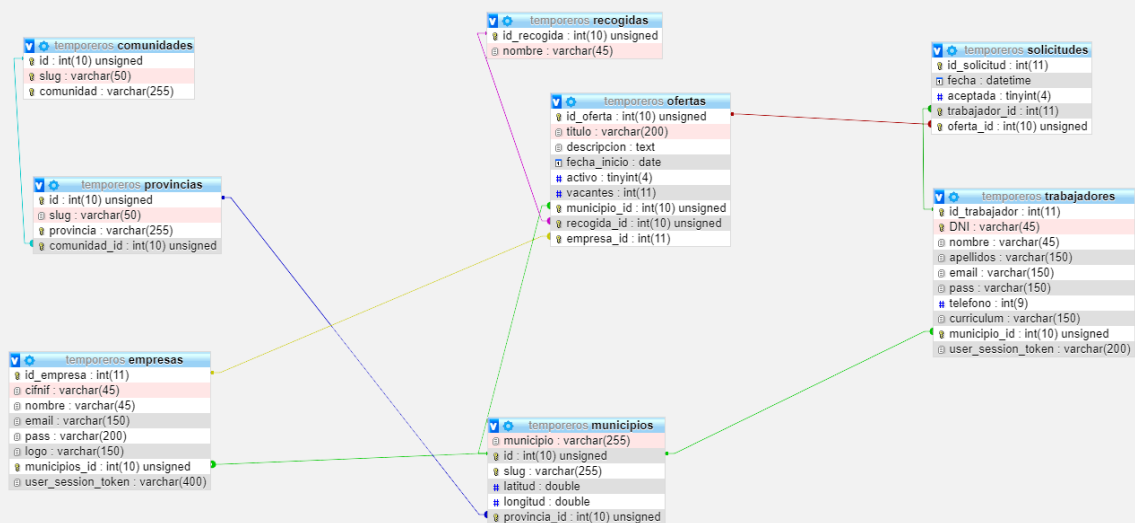 temporeros comunidades
id : int(10) unsigned
slug : varchar(50)
comunidad : varchar(255)
temporeros recogidas
id_recogida : int(10) unsigned
nombre : varchar(45)
temporeros solicitudes
id_solicitud : int(11)
fecha : datetime
aceptada : tinyint(4)
trabajador_id : int(11)
oferta_id : int(10) unsigned
temporeros ofertas
id_oferta : int(10) unsigned
titulo : varchar(200)
descripcion : text
fecha_inicio : date
activo : tinyint(4)
vacantes : int(11)
municipio_id : int(10) unsigned
recogida_id : int(10) unsigned
empresa_id : int(11)
temporeros provincias
id : int(10) unsigned
slug : varchar(50)
provincia : varchar(255)
comunidad_id : int(10) unsigned
temporeros trabajadores
id_trabajador : int(11)
DNI : varchar(45)
nombre : varchar(45)
apellidos : varchar(150)
email : varchar(150)
pass : varchar(150)
telefono : int(9)
curriculum : varchar(150)
municipio_id : int(10) unsigned
user_session_token : varchar(200)
temporeros empresas
id_empresa : int(11)
cifnif : varchar(45)
nombre : varchar(45)
email : varchar(150)
pass : varchar(200)
logo : varchar(150)
municipios_id : int(10) unsigned
user_session_token : varchar(400)
temporeros municipios
municipio : varchar(255)
id : int(10) unsigned
slug : varchar(255)
latitud : double
longitud : double
provincia_id : int(10) unsigned